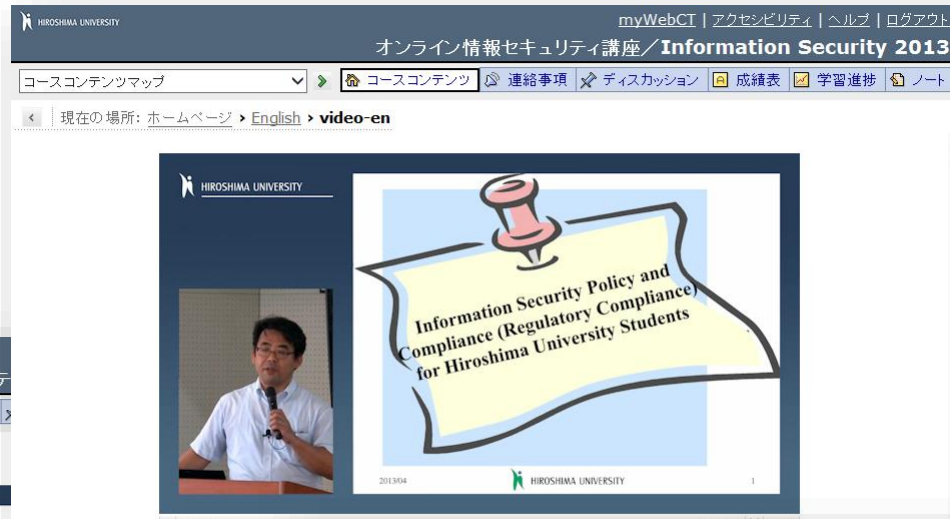 HIROSHIMA UNIVERSITY
myWebCT | アクセシビリティ | ヘルプ | ログアウト
オンライン情報セキュリティ講座／Information Security 2013
コースコンテンツマップ
コースコンテンツ
連絡事項
ディスカッション
成績表
学習進捗
ノート
現在の場所: ホームページ › English › video-en
HIROSHIMA UNIVERSITY
Information Security Policy and
Compliance (Regulatory Compliance)
for Hiroshima University Students
2013/04
HIROSHIMA UNIVERSITY
1